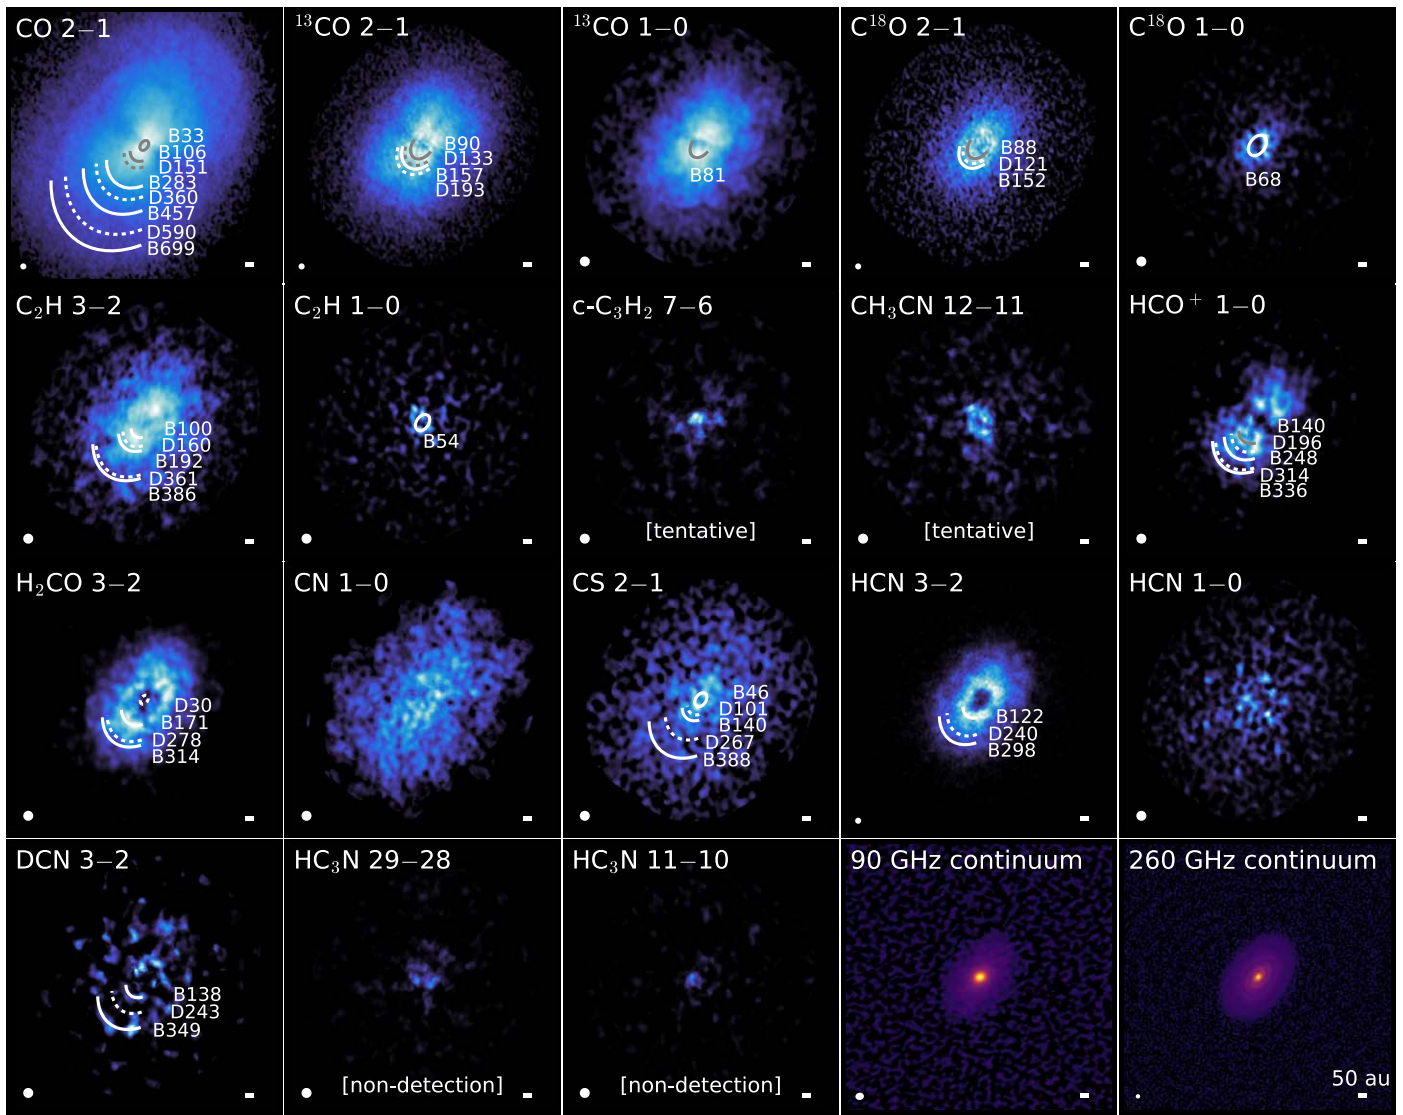 CO 2–1
B33
B106
D151
B283
D360
B457
D590
B699
¹³CO 2–1
B90
D133
B157
D193
¹³CO 1–0
B81
C¹⁸O 2–1
B88
D121
B152
C¹⁸O 1–0
B68
C₂H 3–2
B100
D160
B192
D361
B386
C₂H 1–0
B54
c-C₃H₂ 7–6
[tentative]
CH₃CN 12–11
[tentative]
HCO⁺ 1–0
B140
D196
B248
D314
B336
H₂CO 3–2
D30
B171
D278
B314
CN 1–0
CS 2–1
B46
D101
B140
D267
B388
HCN 3–2
B122
D240
B298
HCN 1–0
DCN 3–2
B138
D243
B349
HC₃N 29–28
[non-detection]
HC₃N 11–10
[non-detection]
90 GHz continuum
260 GHz continuum
50 au